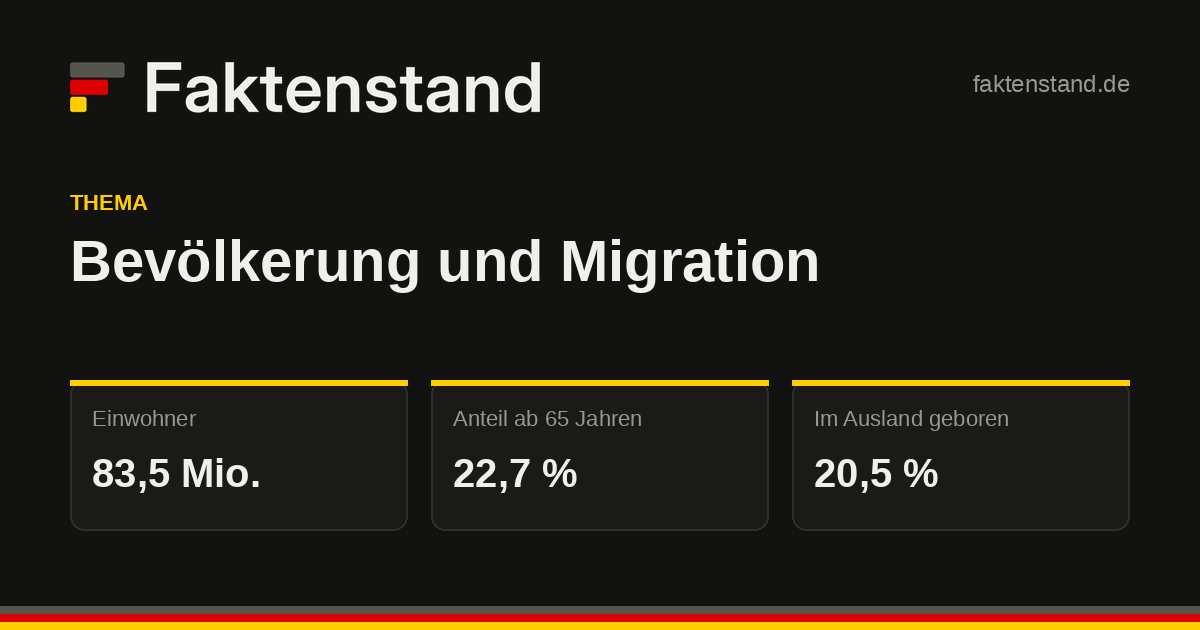 Faktenstand
faktenstand.de
THEMA
Bevölkerung und Migration
Einwohner
83,5 Mio.
Anteil ab 65 Jahren
22,7 %
Im Ausland geboren
20,5 %